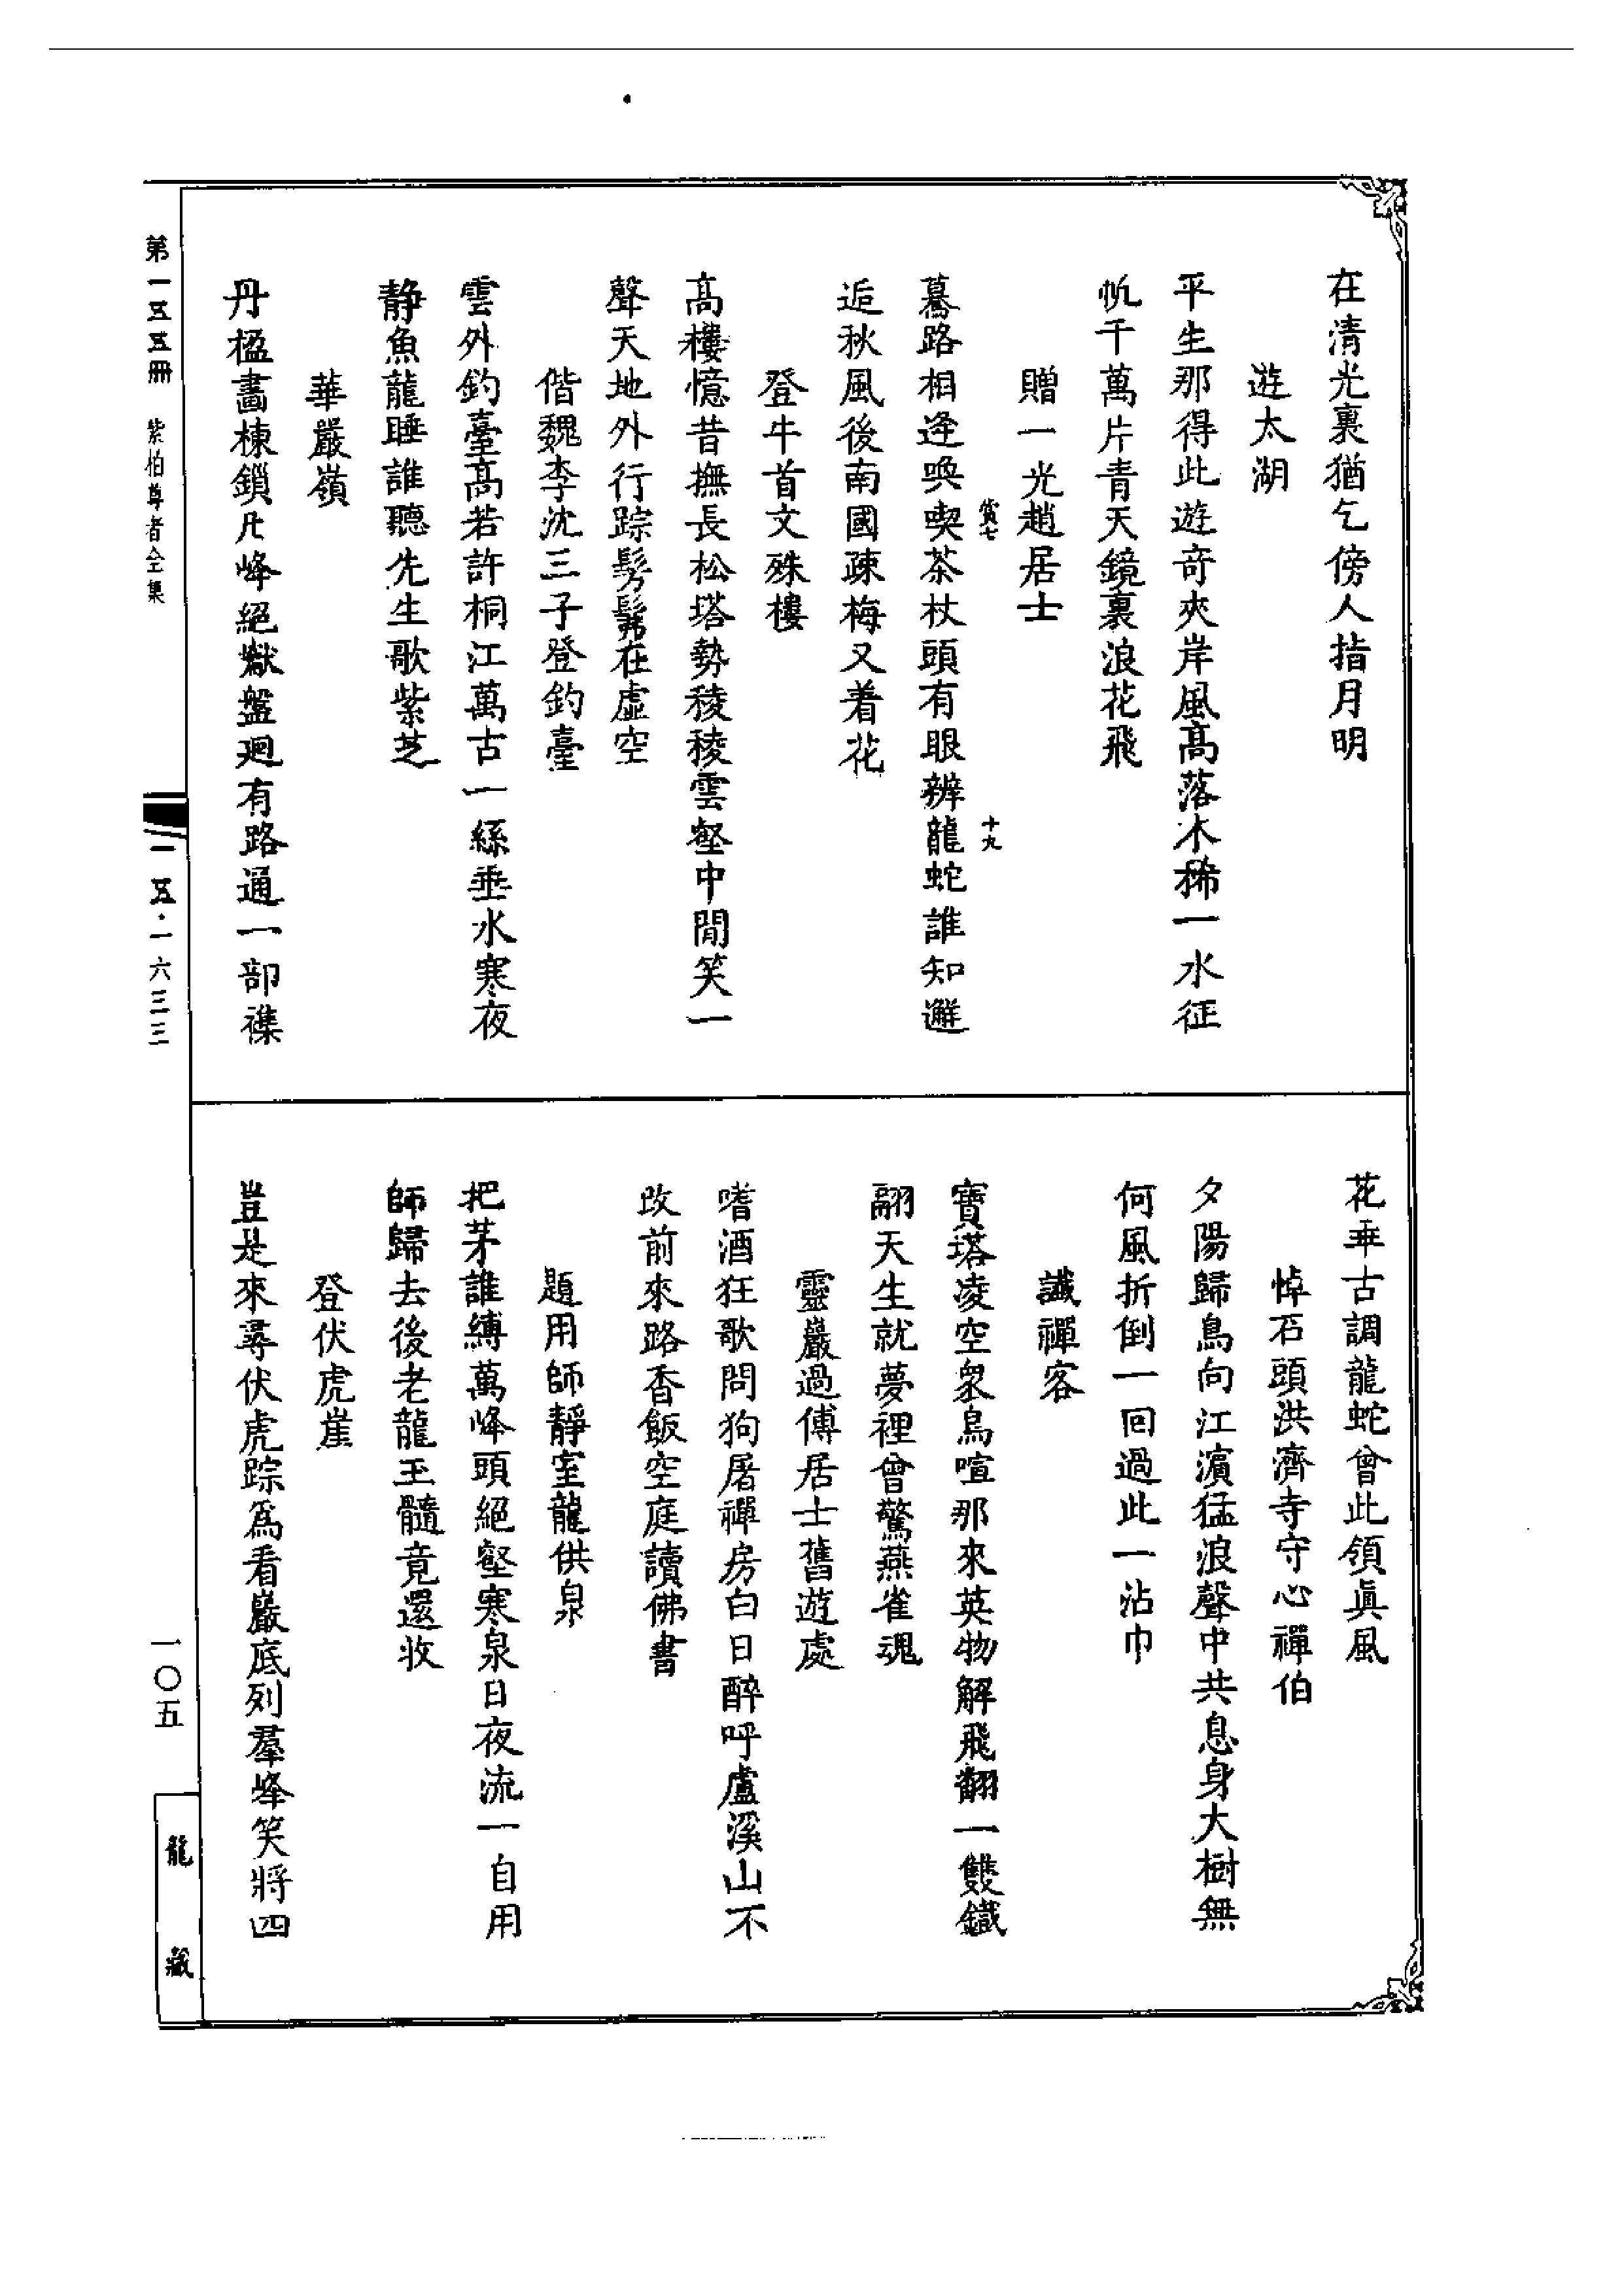 在清光裏猶乞傍人指月明
遊太湖
平生那得此遊奇夾岸風高落木稀一水征
帆千萬片青天鏡裏浪花飛
贈一光趙居士
驀路相逢喚喫茶杖頭有眼辨龍蛇誰知邂
逅秋風後南國疎梅又着花
登牛首文殊樓
高樓憶昔撫長松塔勢稜稜雲壑中閒笑一
聲天地外行踪髣髴在虛空
偕魏李沈三子登釣臺
雲外釣臺高若許桐江萬古一絲垂水寒夜
靜魚龍睡誰聽先生歌紫芝
華嚴嶺
丹楹畫棟鎖凡峰絕巘盤迴有路通一部襍
賞七
十九
花垂古調龍蛇曾此領眞風
悼石頭洪濟寺守心禪伯
夕陽歸鳥向江濵猛浪聲中共息身大樹無
何風折倒一回過此一沾巾
讖禪客
寶塔凌空衆鳥喧那來英物解飛翻一雙鐵
翮天生就夢裡曾驚燕雀魂
靈巖過傅居士舊遊處
嗜酒狂歌問狗屠禪房白日醉呼盧溪山不
改前來路香飯空庭讀佛書
題用師靜室龍供泉
把茅誰縛萬峰頭絕壑寒泉日夜流一自用
師歸去後老龍玉髓竟還收
登伏虎崖
豈是來尋伏虎踪爲看巖底列羣峰笑將四
第一五五冊 紫柏尊者全集
一五五·一六三三
一〇五
龍藏